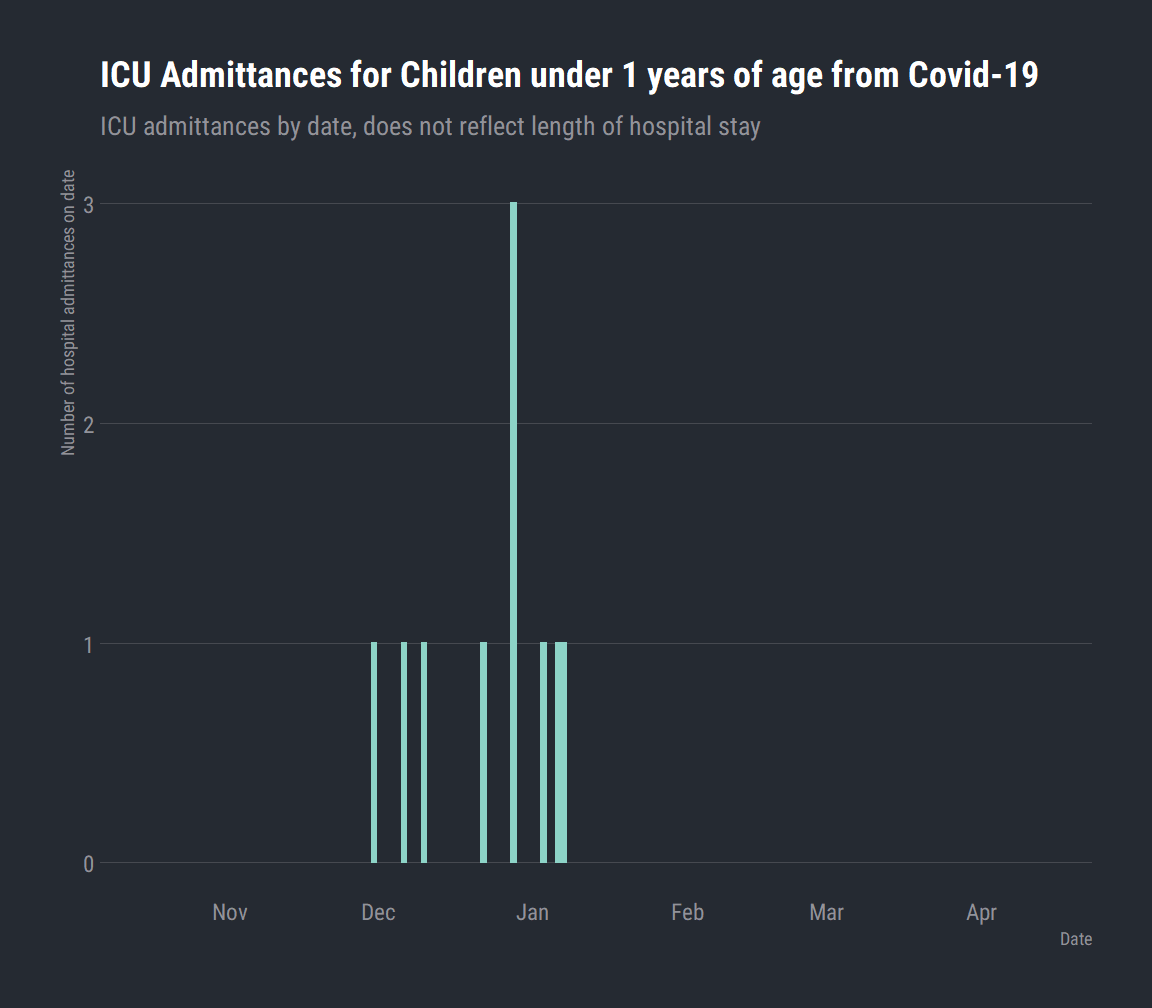 ICU Admittances for Children under 1 years of age from Covid-19
ICU admittances by date, does not reflect length of hospital stay
Number of hospital admittances on date
3
2
1
0
Nov Dec Jan Feb Mar Apr
Date